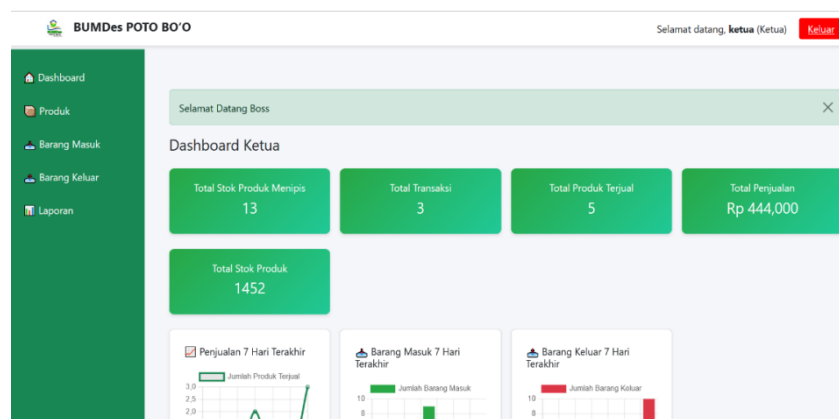 BUMDes POTO BO'O
Selamat datang, ketua (Ketua)
Keluar
Dashboard
Produk
Barang Masuk
Barang Keluar
Laporan
Selamat Datang Boss
Dashboard Ketua
Total Stok Produk Menipis
13
Total Transaksi
3
Total Produk Terjual
5
Total Penjualan
Rp 444,000
Total Stok Produk
1452
Penjualan 7 Hari Terakhir
Jumlah Produk Terjual
3,0
2,5
2,0
Barang Masuk 7 Hari
Terakhir
Jumlah Barang Masuk
10
8
Barang Keluar 7 Hari
Terakhir
Jumlah Barang Keluar
10
8